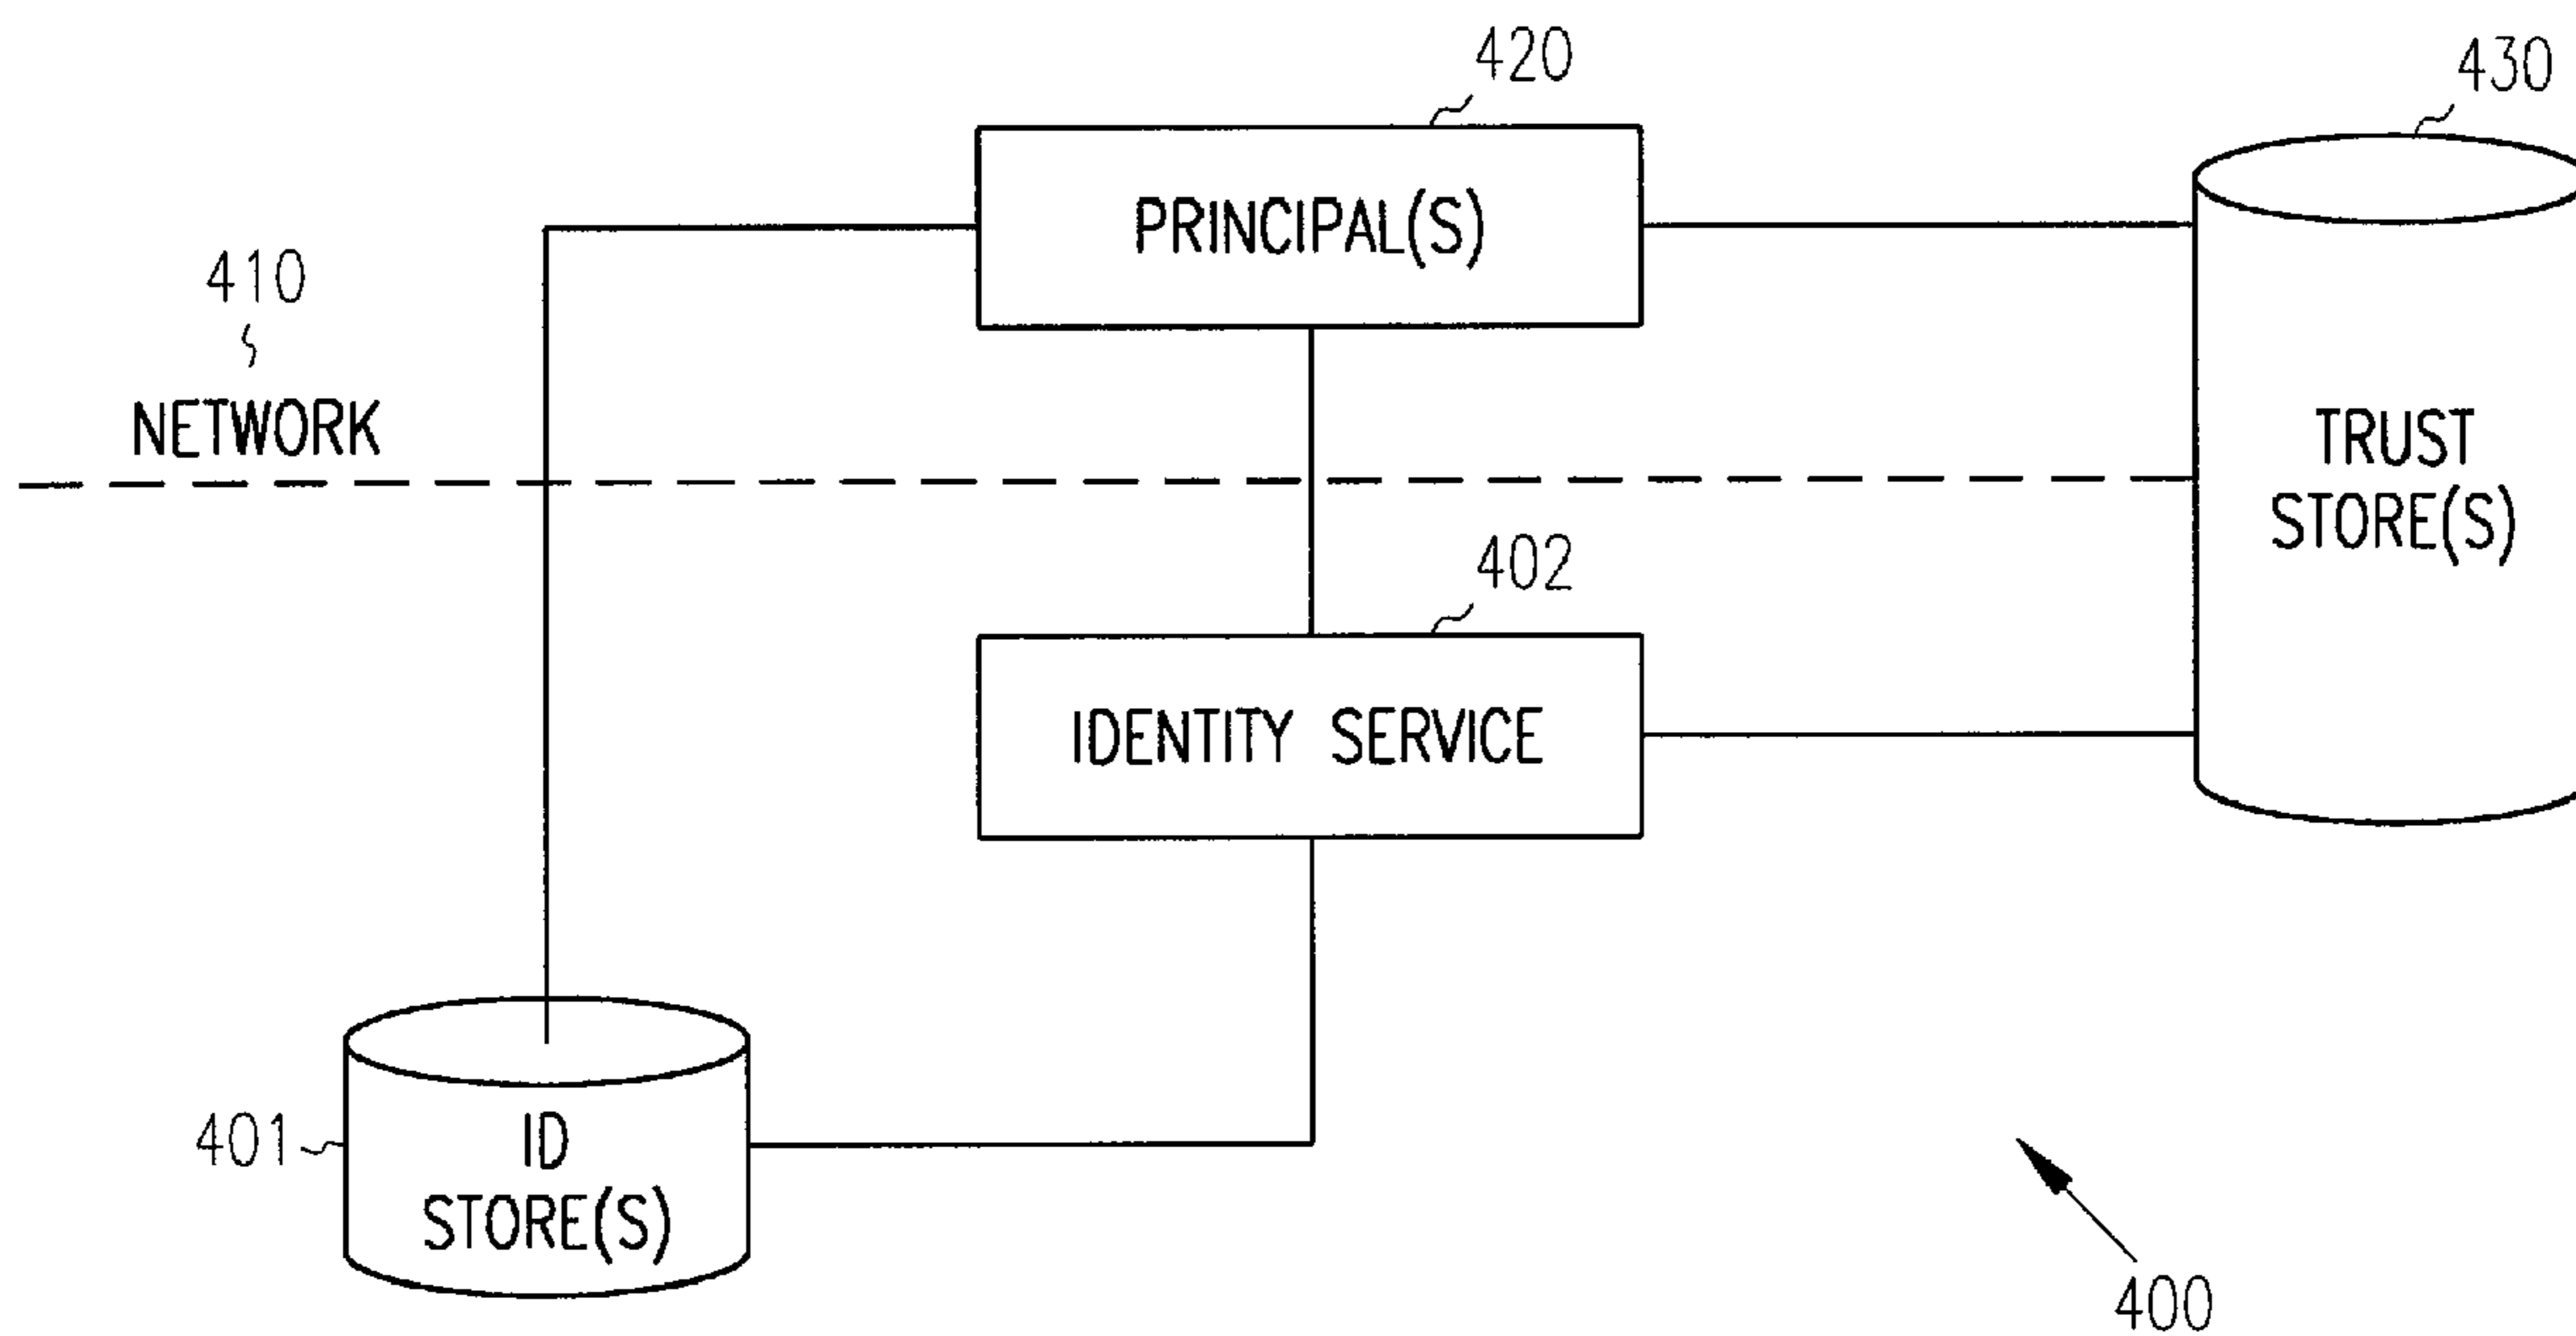 420
430
PRINCIPAL(S)
410
NETWORK
TRUST
STORE(S)
402
IDENTITY SERVICE
401
ID
STORE(S)
400